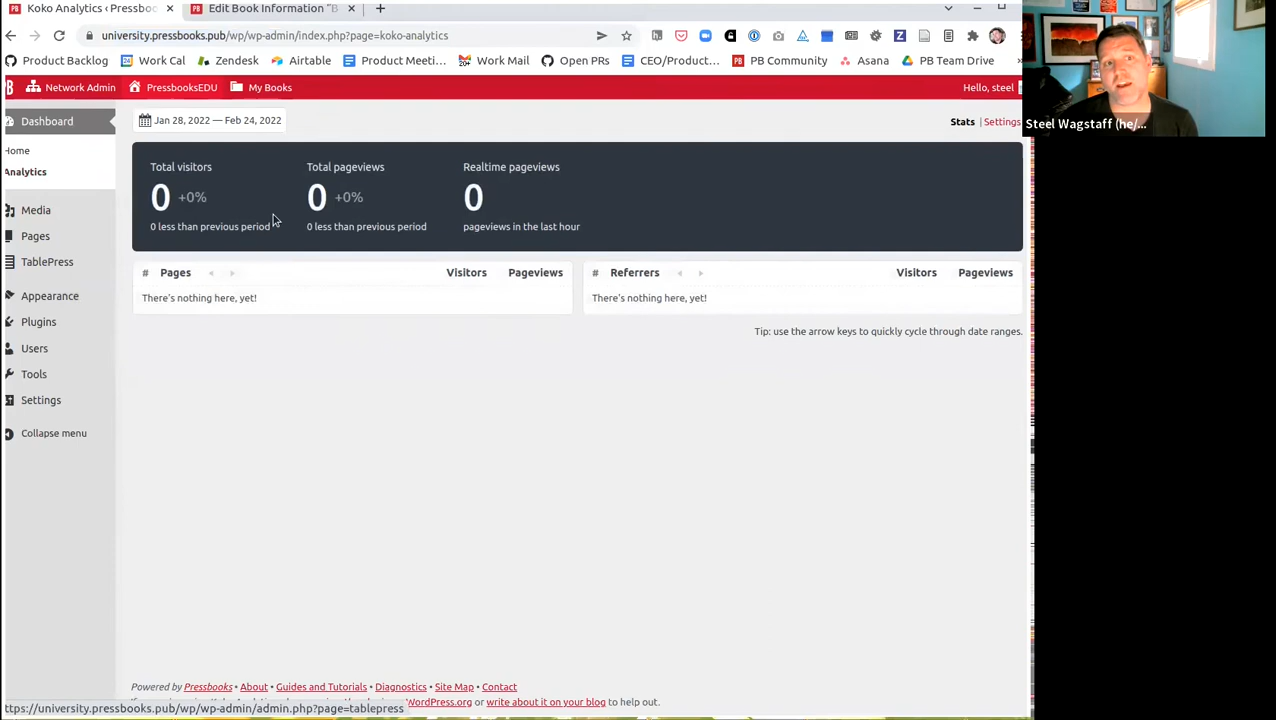 Koko Analytics ‹ Pressboo
Edit Book Information "B
university.pressbooks.pub/wp/wp-admin/index.php?page=koko-analytics
Product Backlog
Work Cal
Zendesk
Airtable
Product Meeti...
Work Mail
Open PRs
CEO/Product...
PB Community
Asana
PB Team Drive
Network Admin
PressbooksEDU
My Books
Hello, steel
Steel Wagstaff (he/...
Dashboard
Home
Analytics
Media
Pages
TablePress
Appearance
Plugins
Users
Tools
Settings
Collapse menu
Jan 28, 2022 — Feb 24, 2022
Stats | Settings
Total visitors
0 +0%
0 less than previous period
Total pageviews
0 +0%
0 less than previous period
Realtime pageviews
0
pageviews in the last hour
# Pages Visitors Pageviews
There's nothing here, yet!
# Referrers Visitors Pageviews
There's nothing here, yet!
Tip: use the arrow keys to quickly cycle through date ranges.
Powered by Pressbooks • About • Guides and Tutorials • Diagnostics • Site Map • Contact
WordPress.org or write about it on your blog to help out.
ttps://university.pressbooks.pub/wp/wp-admin/admin.php?page=tablepress